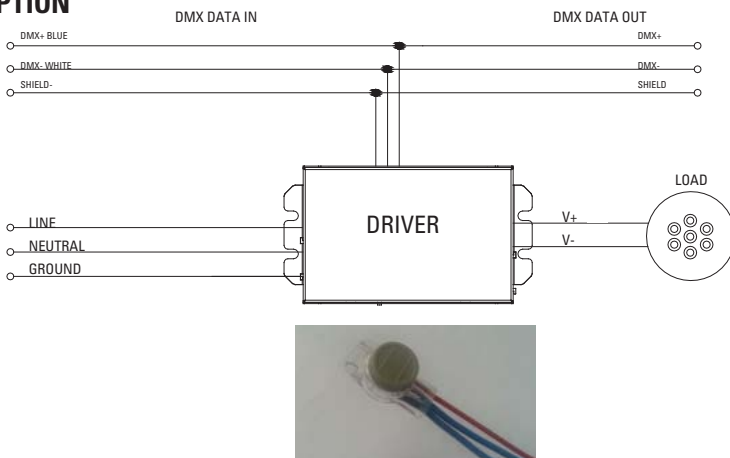 PTION
DMX DATA IN
DMX DATA OUT
DMX+ BLUE
DMX+
DMX- WHITE
DMX-
SHIELD-
SHIELD
LOAD
DRIVER
LINE
V+
NEUTRAL
V-
GROUND